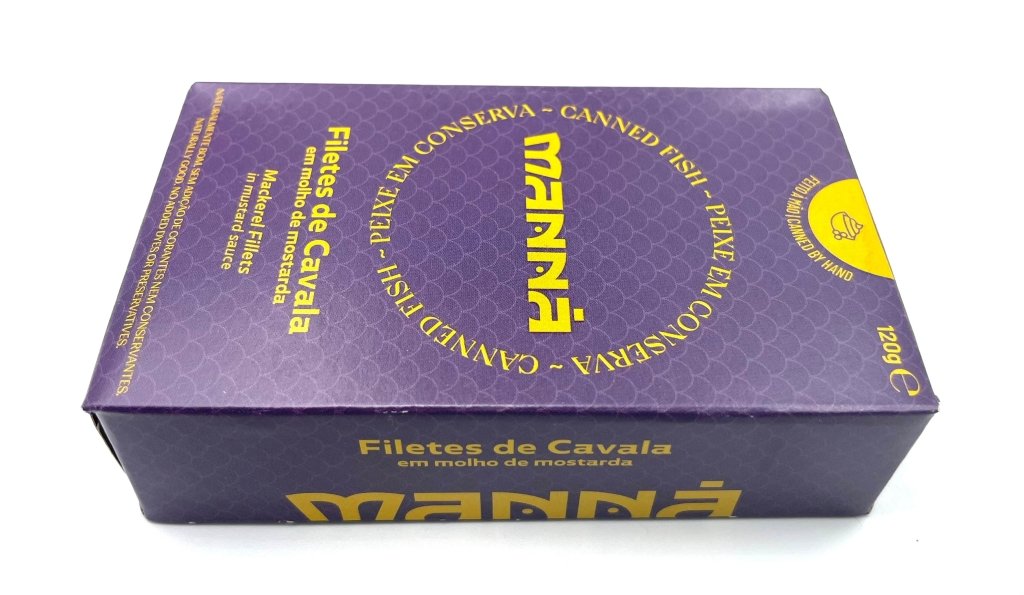 FEITO À MÃO | CANNED BY HAND
120g e
PEIXE EM CONSERVA ~ CANNED FISH ~ PEIXE EM CONSERVA ~ CANNED FISH ~
MANNÁ
Filetes de Cavala
em molho de mostarda
Mackerel Fillets
in mustard sauce
NATURALMENTE BOM, SEM ADIÇÃO DE CORANTES NEM CONSERVANTES.
NATURALLY GOOD, NO ADDED DYES OR PRESERVATIVES.
Filetes de Cavala
em molho de mostarda
MANNÁ